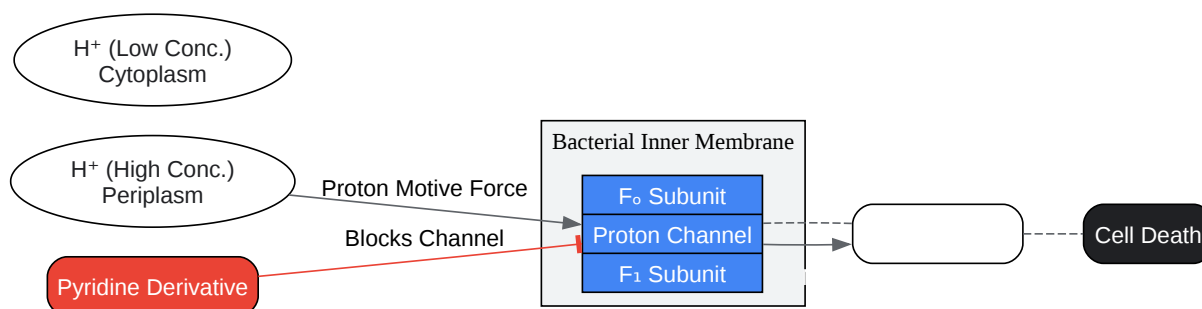 H⁺ (Low Conc.)
Cytoplasm
H⁺ (High Conc.)
Periplasm
Proton Motive Force
Blocks Channel
Pyridine Derivative
Bacterial Inner Membrane
Fₒ Subunit
Proton Channel
F₁ Subunit
Cell Death